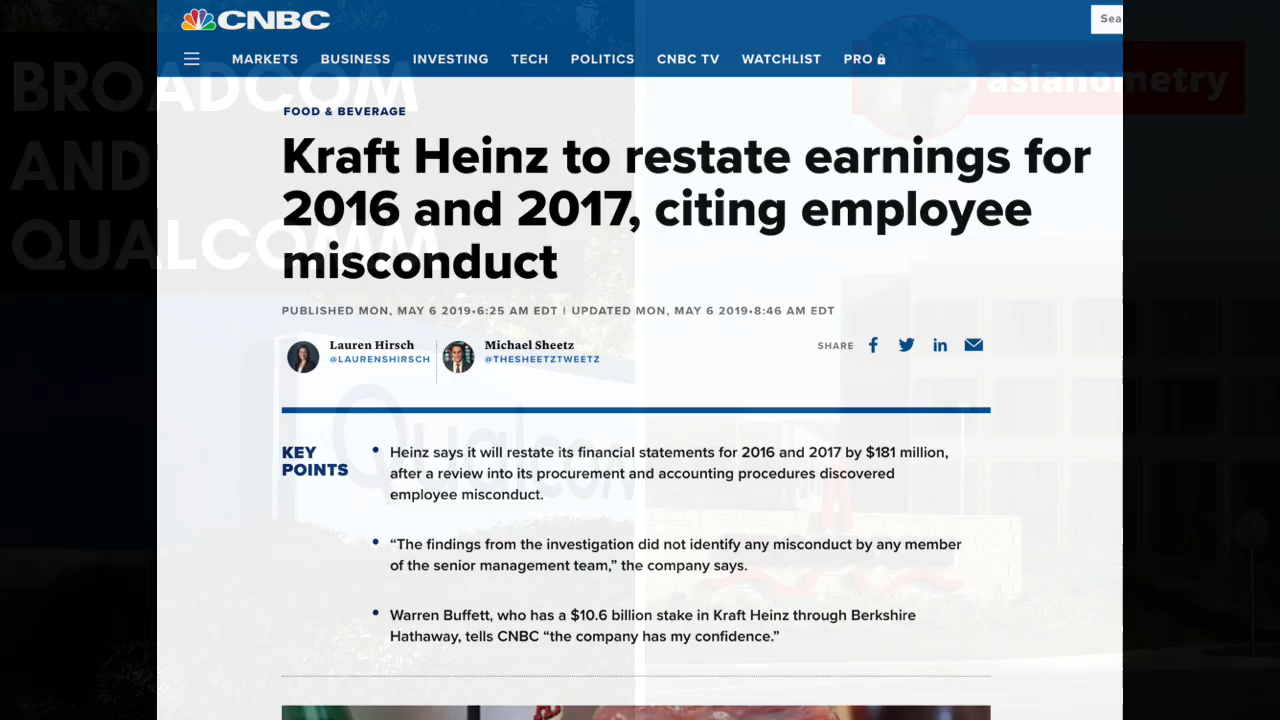 CNBC
Sea
MARKETS BUSINESS INVESTING TECH POLITICS CNBC TV WATCHLIST PRO
BROADCOM
AND
QUALCOMM
asianometry
FOOD & BEVERAGE
Kraft Heinz to restate earnings for
2016 and 2017, citing employee
misconduct
PUBLISHED MON, MAY 6 2019•6:25 AM EDT | UPDATED MON, MAY 6 2019•8:46 AM EDT
Lauren Hirsch
@LAURENSHIRSCH
Michael Sheetz
@THESHEETZTWEETZ
SHARE
Qualcomm
KEY
POINTS
• Heinz says it will restate its financial statements for 2016 and 2017 by $181 million,
after a review into its procurement and accounting procedures discovered
employee misconduct.
• “The findings from the investigation did not identify any misconduct by any member
of the senior management team,” the company says.
• Warren Buffett, who has a $10.6 billion stake in Kraft Heinz through Berkshire
Hathaway, tells CNBC “the company has my confidence.”